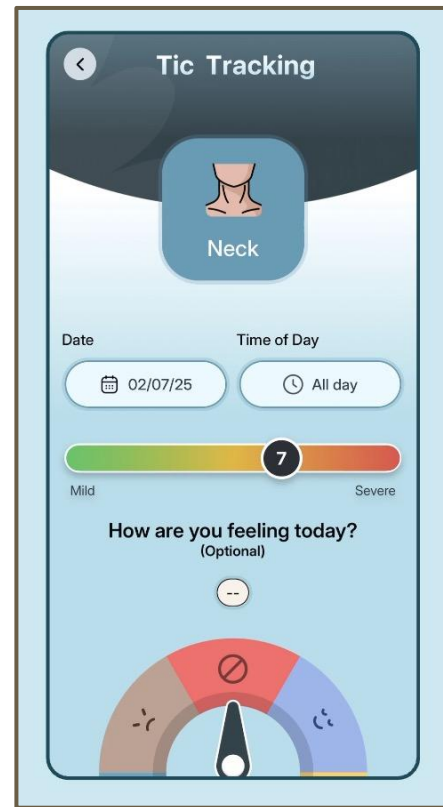 Tic Tracking
Neck
Date Time of Day
02/07/25 All day
7
Mild Severe
How are you feeling today?
(Optional)
--